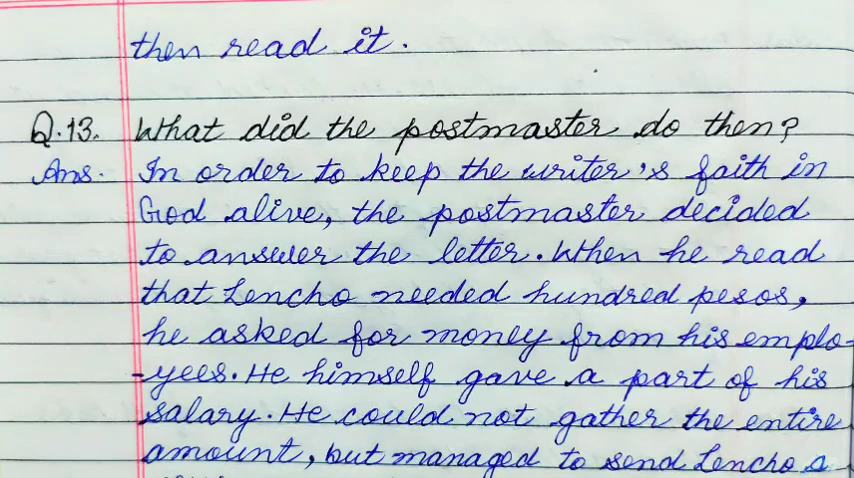 then read it.
Q.13. What did the postmaster do then?
Ans. In order to keep the writer's faith in
God alive, the postmaster decided
to answer the letter. When he read
that Lencho needed hundred pesos,
he asked for money from his emplo-
-yees. He himself gave a part of his
salary. He could not gather the entire
amount, but managed to send Lencho a